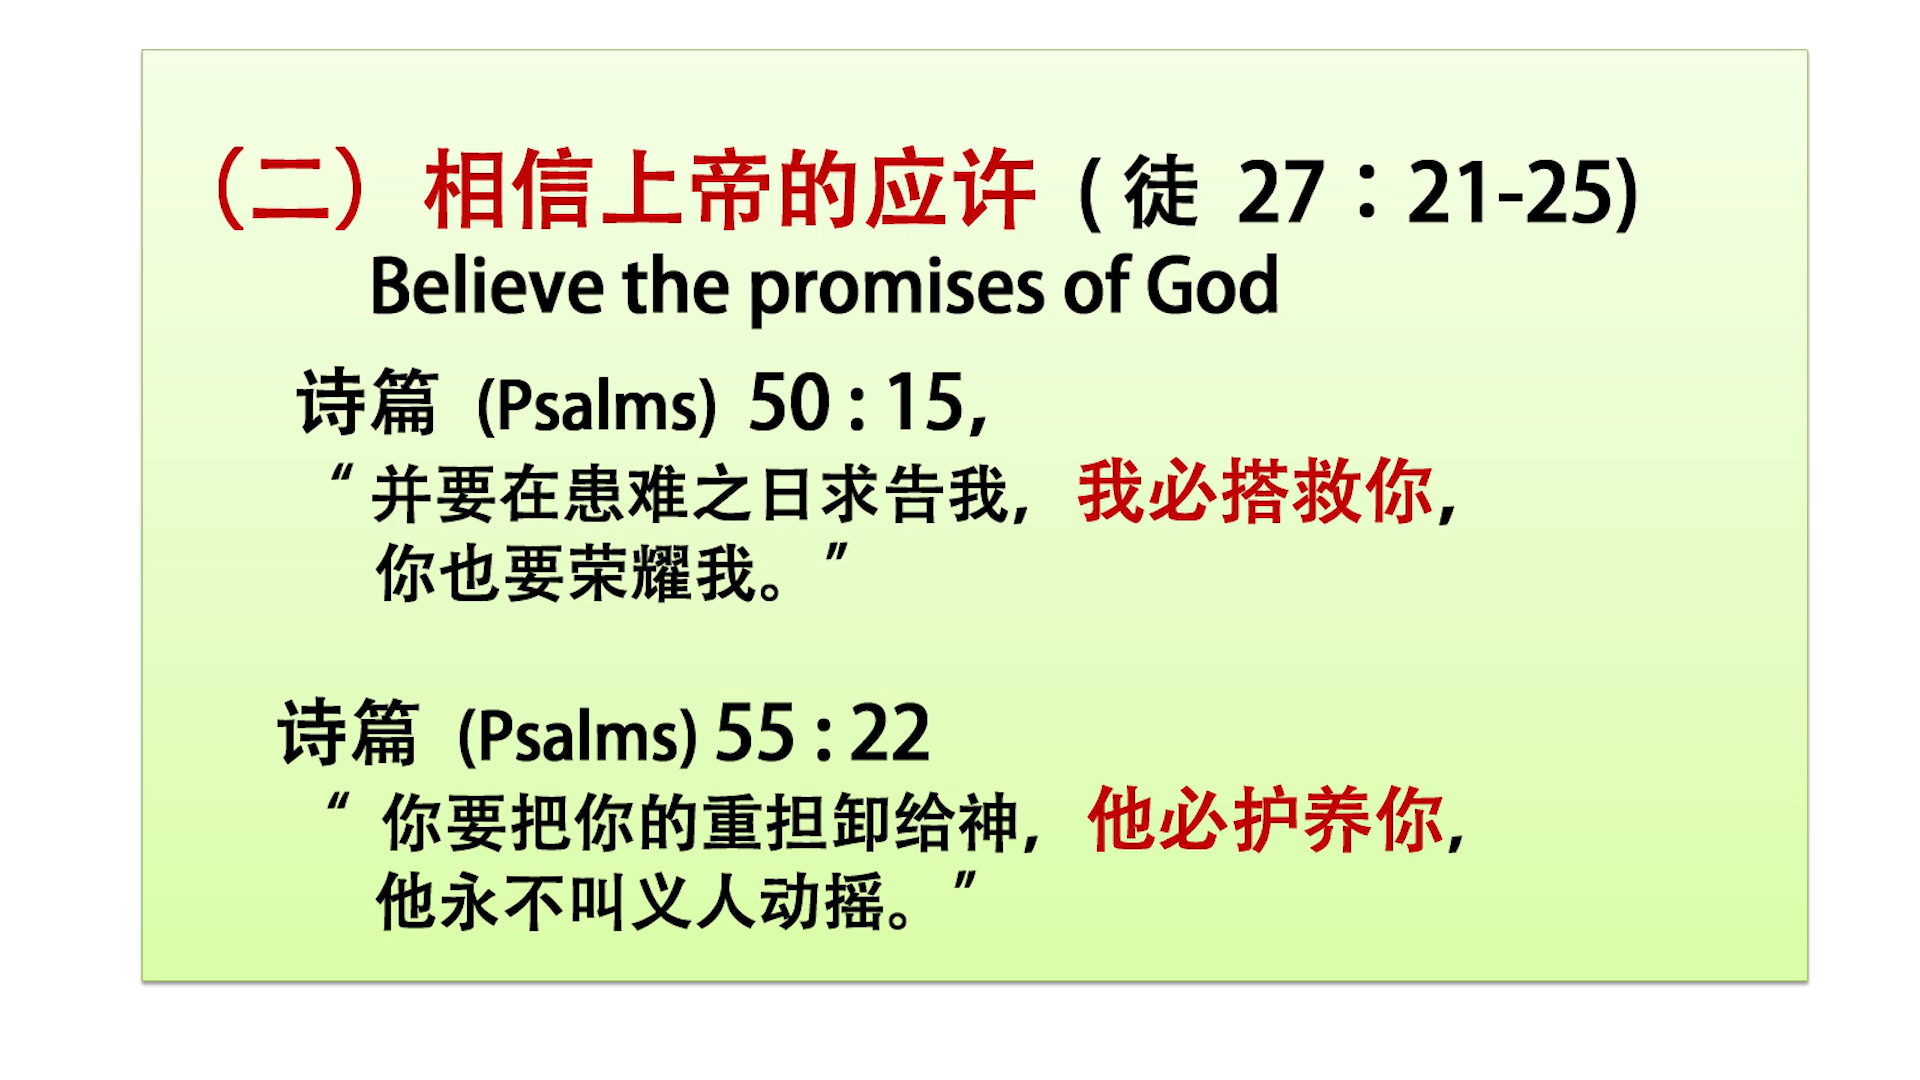 （二） 相信上帝的应许 ( 徒 27：21-25)
Believe the promises of God
诗篇 (Psalms) 50 : 15,
“ 并要在患难之日求告我, 我必搭救你,
你也要荣耀我。”
诗篇 (Psalms) 55 : 22
“ 你要把你的重担卸给神, 他必护养你,
他永不叫义人动摇。”